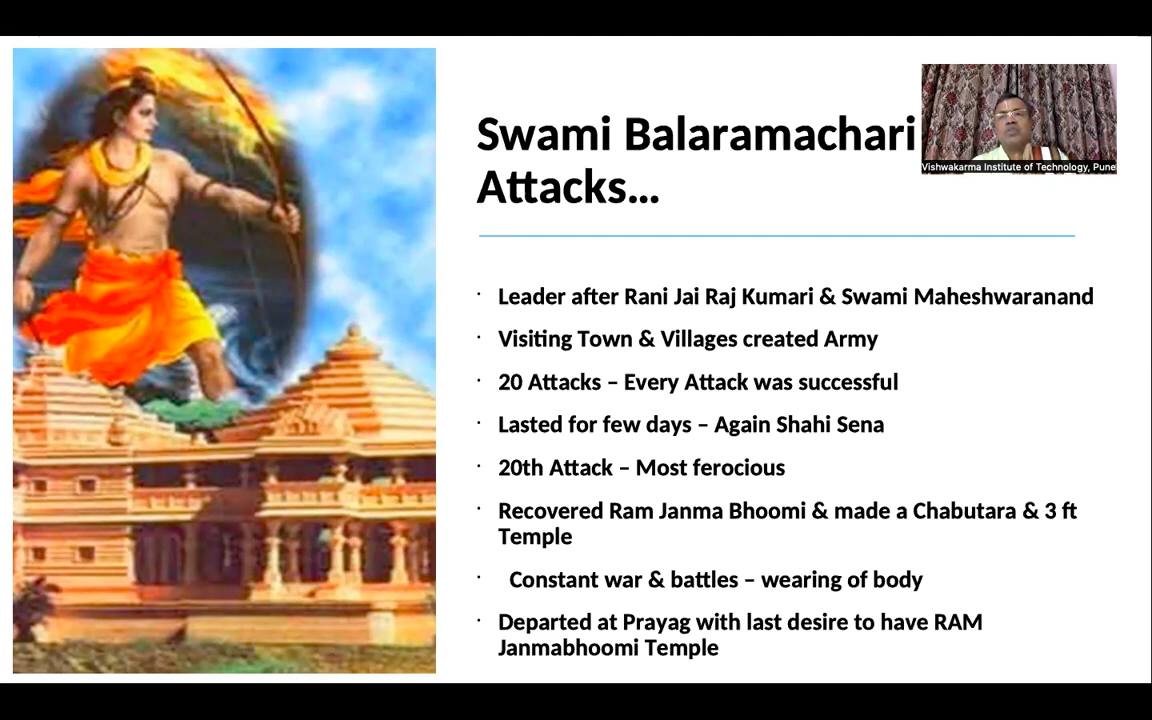 Swami Balaramachari
Attacks...
Vishwakarma Institute of Technology, Pune
· Leader after Rani Jai Raj Kumari & Swami Maheshwaranand
· Visiting Town & Villages created Army
· 20 Attacks – Every Attack was successful
· Lasted for few days – Again Shahi Sena
· 20th Attack – Most ferocious
· Recovered Ram Janma Bhoomi & made a Chabutara & 3 ft
Temple
· Constant war & battles – wearing of body
· Departed at Prayag with last desire to have RAM
Janmabhoomi Temple